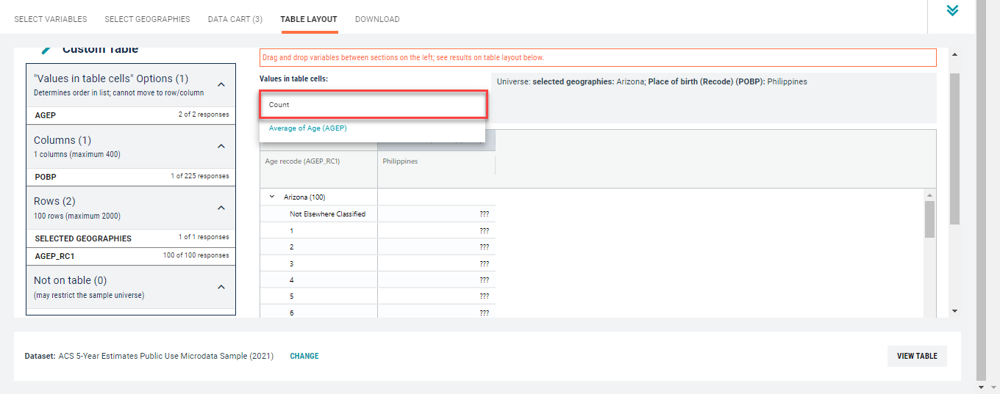 SELECT VARIABLES SELECT GEOGRAPHIES DATA CART (3) TABLE LAYOUT DOWNLOAD
Custom Table
"Values in table cells" Options (1)
Determines order in list; cannot move to row/column
AGEP 2 of 2 responses
Columns (1)
1 columns (maximum 400)
POBP 1 of 225 responses
Rows (2)
100 rows (maximum 2000)
SELECTED GEOGRAPHIES 1 of 1 responses
AGEP_RC1 100 of 100 responses
Not on table (0)
(may restrict the sample universe)
Drag and drop variables between sections on the left; see results on table layout below.
Values in table cells:
Count
Average of Age (AGEP)
Universe: selected geographies: Arizona; Place of birth (Recode) (POBP): Philippines
Age recode (AGEP_RC1) Philippines
Arizona (100)
Not Elsewhere Classified ???
1 ???
2 ???
3 ???
4 ???
5 ???
6 ???
Dataset: ACS 5-Year Estimates Public Use Microdata Sample (2021) CHANGE
VIEW TABLE